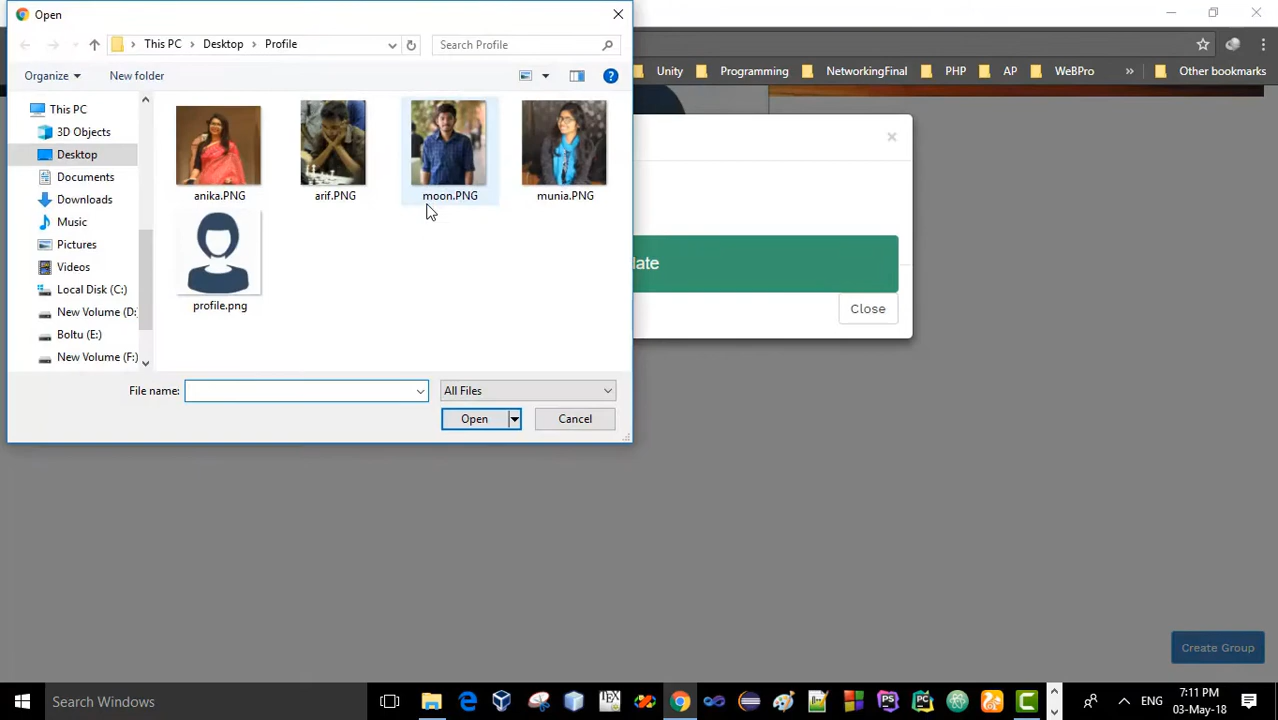 Open
This PC
Desktop
Profile
Search Profile
Organize
New folder
Unity
Programming
NetworkingFinal
PHP
AP
WeBPro
»
Other bookmarks
This PC
3D Objects
Desktop
Documents
Downloads
Music
Pictures
Videos
Local Disk (C:)
New Volume (D:
Boltu (E:)
New Volume (F:)
anika.PNG
arif.PNG
moon.PNG
munia.PNG
profile.png
late
Close
File name:
All Files
Open
Cancel
Create Group
Search Windows
ENG
7:11 PM
03-May-18